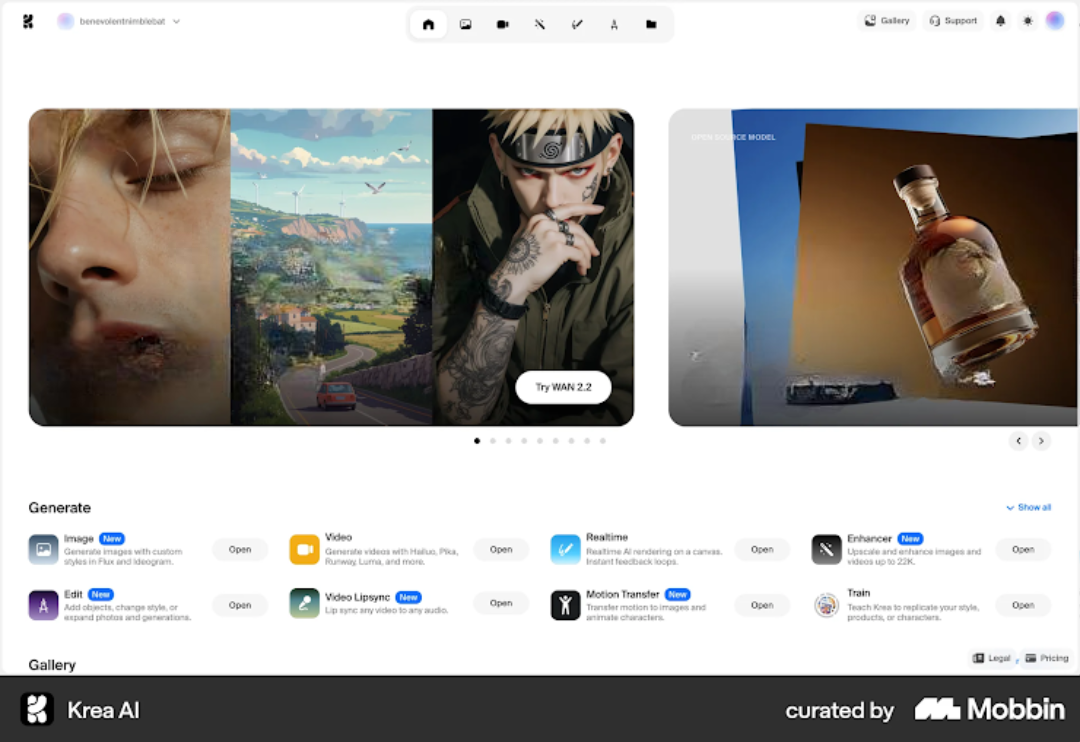 benevolentnimblebat
Gallery
Support
OPEN SOURCE MODEL
Try WAN 2.2
Generate
Show all
Image New
Generate images with custom
styles in Flux and Ideogram.
Open
Video
Generate videos with Hailuo, Pika,
Runway, Luma, and more.
Open
Realtime
Realtime AI rendering on a canvas.
Instant feedback loops.
Open
Enhancer New
Upscale and enhance images and
videos up to 22K.
Open
Edit New
Add objects, change style, or
expand photos and generations.
Open
Video Lipsync New
Lip sync any video to any audio.
Open
Motion Transfer New
Transfer motion to images and
animate characters.
Open
Train
Teach Krea to replicate your style,
products, or characters.
Open
Gallery
Legal
Pricing
Krea AI
curated by
Mobbin